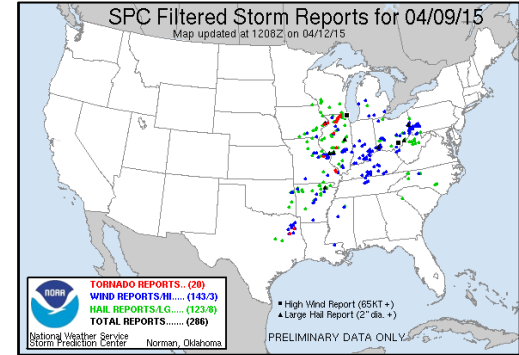 SPC Filtered Storm Reports for 04/09/15
Map updated at 1208Z on 04/12/15
NOAA
TORNADO REPORTS.. (20)
WIND REPORTS/HI..... (143/3)
HAIL REPORTS/LG..... (123/8)
TOTAL REPORTS....... (286)
National Weather Service
Storm Prediction Center Norman, Oklahoma
High Wind Report (65KT +)
Large Hail Report (2" dia. +)
PRELIMINARY DATA ONLY